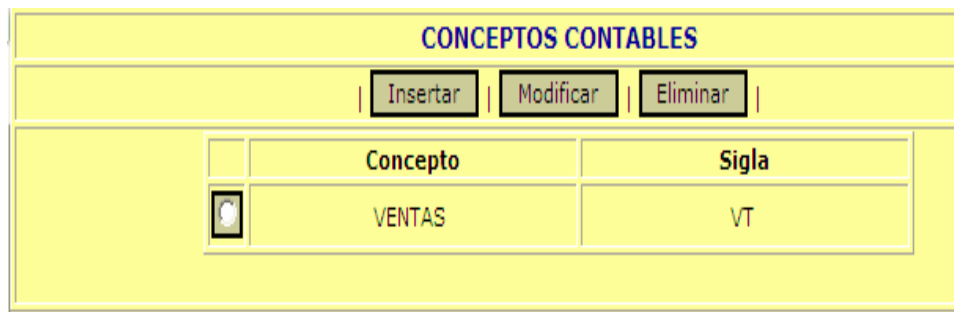 CONCEPTOS CONTABLES
| Insertar | Modificar | Eliminar |
Concepto Sigla
VENTAS VT